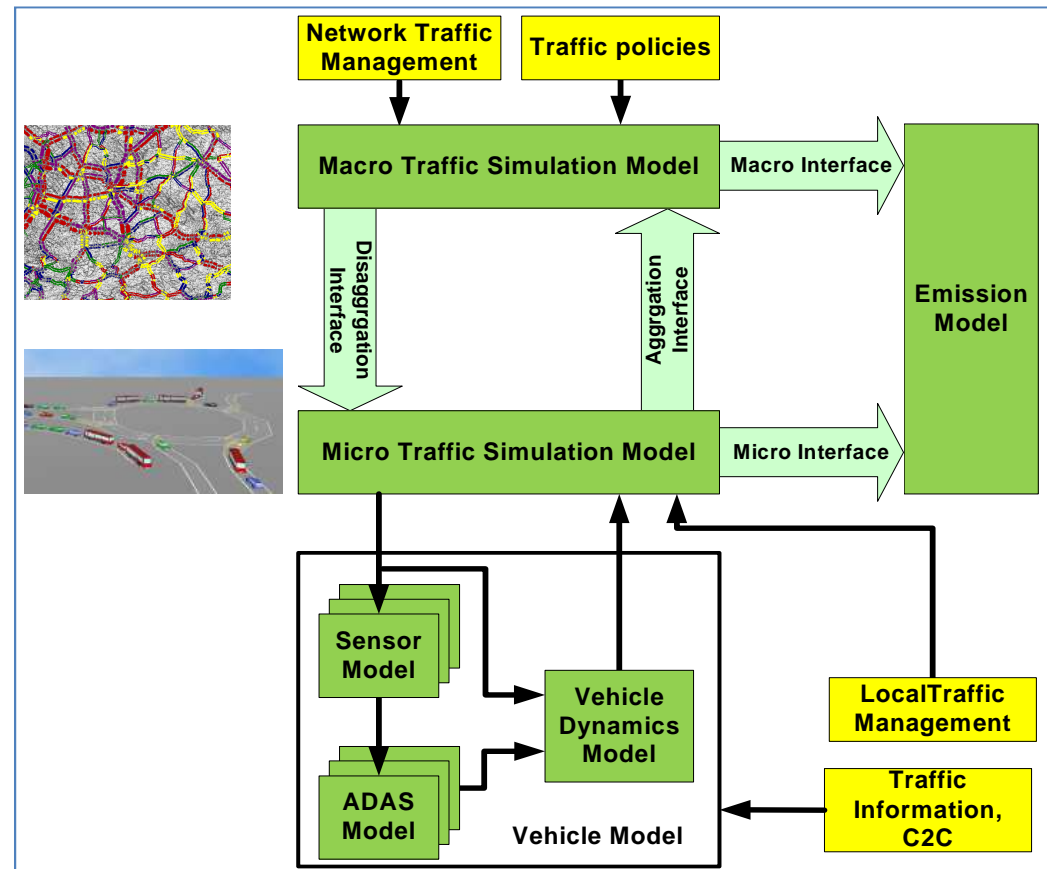 Network Traffic
Management
Traffic policies
Macro Traffic Simulation Model
Macro Interface
Disaggrgation
Interface
Aggrgation
Interface
Emission
Model
Micro Traffic Simulation Model
Micro Interface
Sensor
Model
Vehicle
Dynamics
Model
LocalTraffic
Management
ADAS
Model
Vehicle Model
Traffic
Information,
C2C